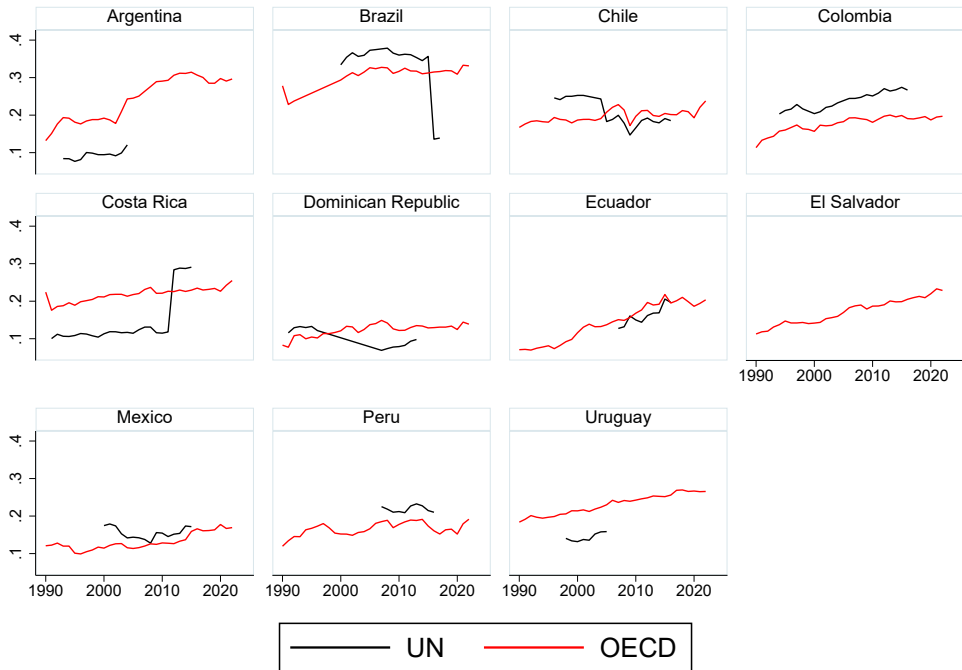 Argentina Brazil Chile Colombia
.4
.3
.2
.1
Costa Rica Dominican Republic Ecuador El Salvador
.4
.3
.2
.1
1990 2000 2010 2020
Mexico Peru Uruguay
.4
.3
.2
.1
1990 2000 2010 2020 1990 2000 2010 2020 1990 2000 2010 2020
UN OECD